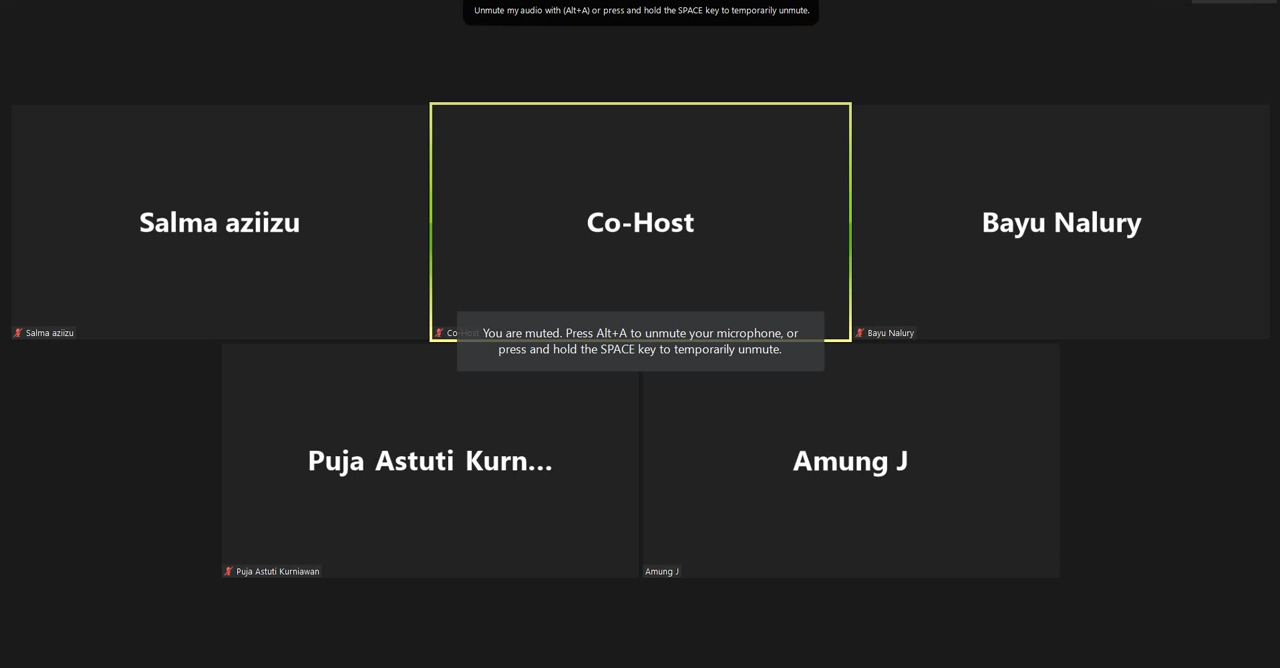 Unmute my audio with (Alt+A) or press and hold the SPACE key to temporarily unmute.
Salma aziizu
Co-Host
Bayu Nalury
Salma aziizu
Co-Host
Bayu Nalury
You are muted. Press Alt+A to unmute your microphone, or
press and hold the SPACE key to temporarily unmute.
Puja Astuti Kurn...
Amung J
Puja Astuti Kurniawan
Amung J